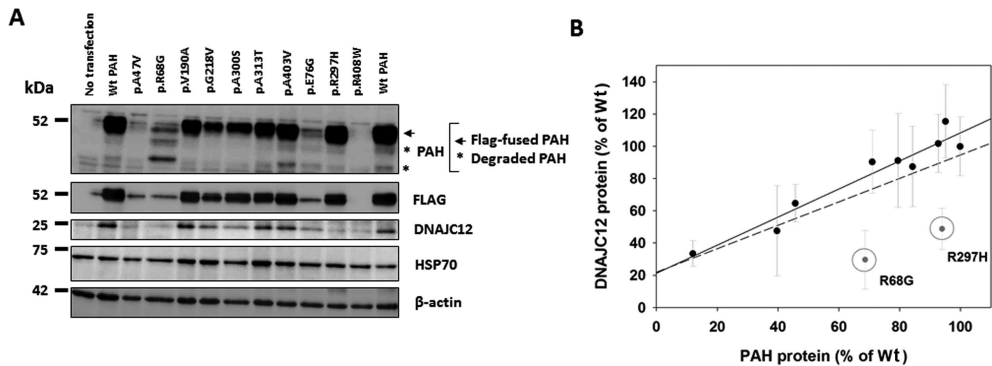 A
kDa
No transfection
Wt PAH
p.A47V
p.R68G
p.V190A
p.G218V
p.A300S
p.A313T
p.A403V
p.E76G
p.R297H
p.R408W
Wt PAH
52
PAH
Flag-fused PAH
* Degraded PAH
*
*
52
FLAG
25
DNAJC12
75
HSP70
42
β-actin
B
DNAJC12 protein (% of Wt)
140
120
100
80
60
40
20
0
R297H
R68G
0 20 40 60 80 100
PAH protein (% of Wt)